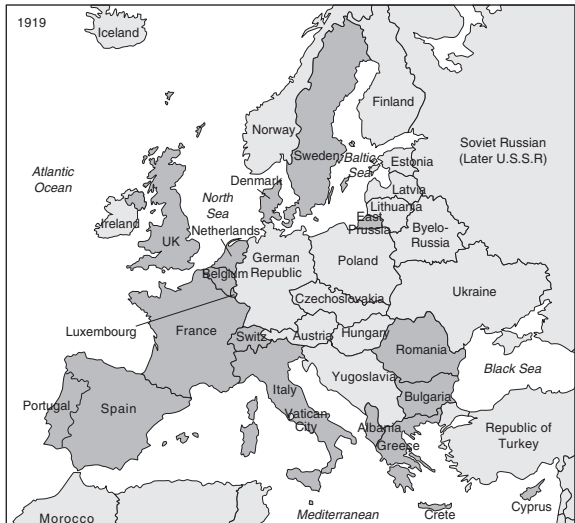 1919
Iceland
Finland
Norway
Soviet Russian
(Later U.S.S.R)
Sweden
Baltic
Sea
Estonia
Atlantic
Ocean
Denmark
Latvia
North
Sea
Lithuania
East
Prussia
Ireland
Netherlands
Byelo-
Russia
UK
German
Republic
Poland
Belgium
Czechoslovakia
Ukraine
Luxembourg
France
Switz
Austria
Hungary
Romania
Black Sea
Yugoslavia
Italy
Bulgaria
Portugal
Spain
Vatican
City
Albania
Greece
Republic of
Turkey
Cyprus
Crete
Mediterranean
Morocco